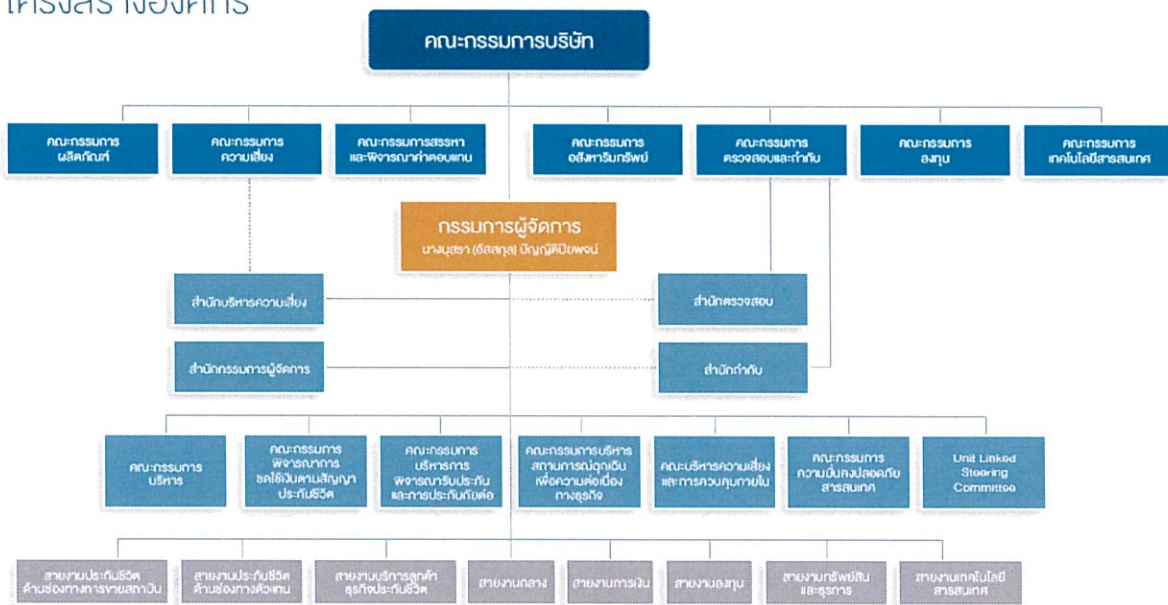 โครงสร้างองค์กร
คณะกรรมการบริษัท
คณะกรรมการ
ผลิตภัณฑ์
คณะกรรมการ
ความเสี่ยง
คณะกรรมการสรรหา
และพิจารณาค่าตอบแทน
คณะกรรมการ
อสังหาริมทรัพย์
คณะกรรมการ
ตรวจสอบและกำกับ
คณะกรรมการ
ลงทุน
คณะกรรมการ
เทคโนโลยีสารสนเทศ
กรรมการผู้จัดการ
นางบุสรา (อัสสกุล) บัญญัติปิยพจน์
สำนักบริหารความเสี่ยง
สำนักตรวจสอบ
สำนักกรรมการผู้จัดการ
สำนักกำกับ
คณะกรรมการ
บริหาร
คณะกรรมการ
พิจารณาการ
ชดใช้เงินตามสัญญา
ประกันชีวิต
คณะกรรมการ
บริหารการ
พิจารณารับประกัน
และการประกันภัยต่อ
คณะกรรมการบริหาร
สถานการณ์ฉุกเฉิน
เพื่อความต่อเนื่อง
ทางธุรกิจ
คณะบริหารความเสี่ยง
และการควบคุมภายใน
คณะกรรมการ
ความมั่นคงปลอดภัย
สารสนเทศ
Unit Linked
Steering
Committee
สายงานประกันชีวิต
ด้านช่องทางการขายสถาบัน
สายงานประกันชีวิต
ด้านช่องทางตัวแทน
สายงานบริการลูกค้า
ธุรกิจประกันชีวิต
สายงานกลาง
สายงานการเงิน
สายงานลงทุน
สายงานทรัพย์สิน
และธุรการ
สายงานเทคโนโลยี
สารสนเทศ